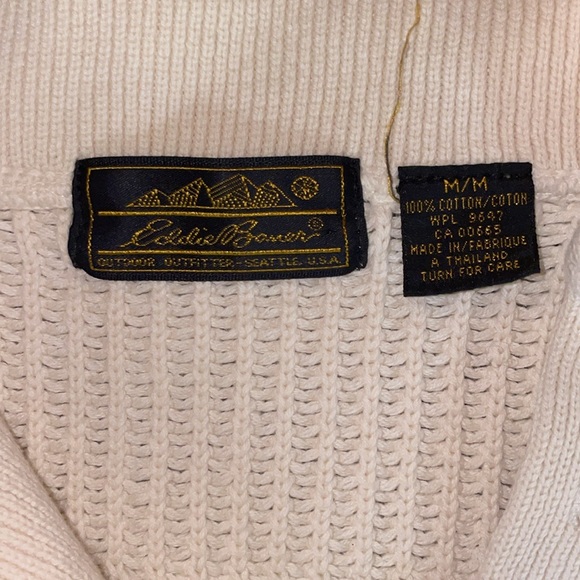 Eddie Bauer®
OUTDOOR OUTFITTER-SEATTLE, U.S.A.
M/M
100% COTTON/COTON
WPL 9647
CA 00665
MADE IN/FABRIQUE
A THAILAND
TURN FOR CARE